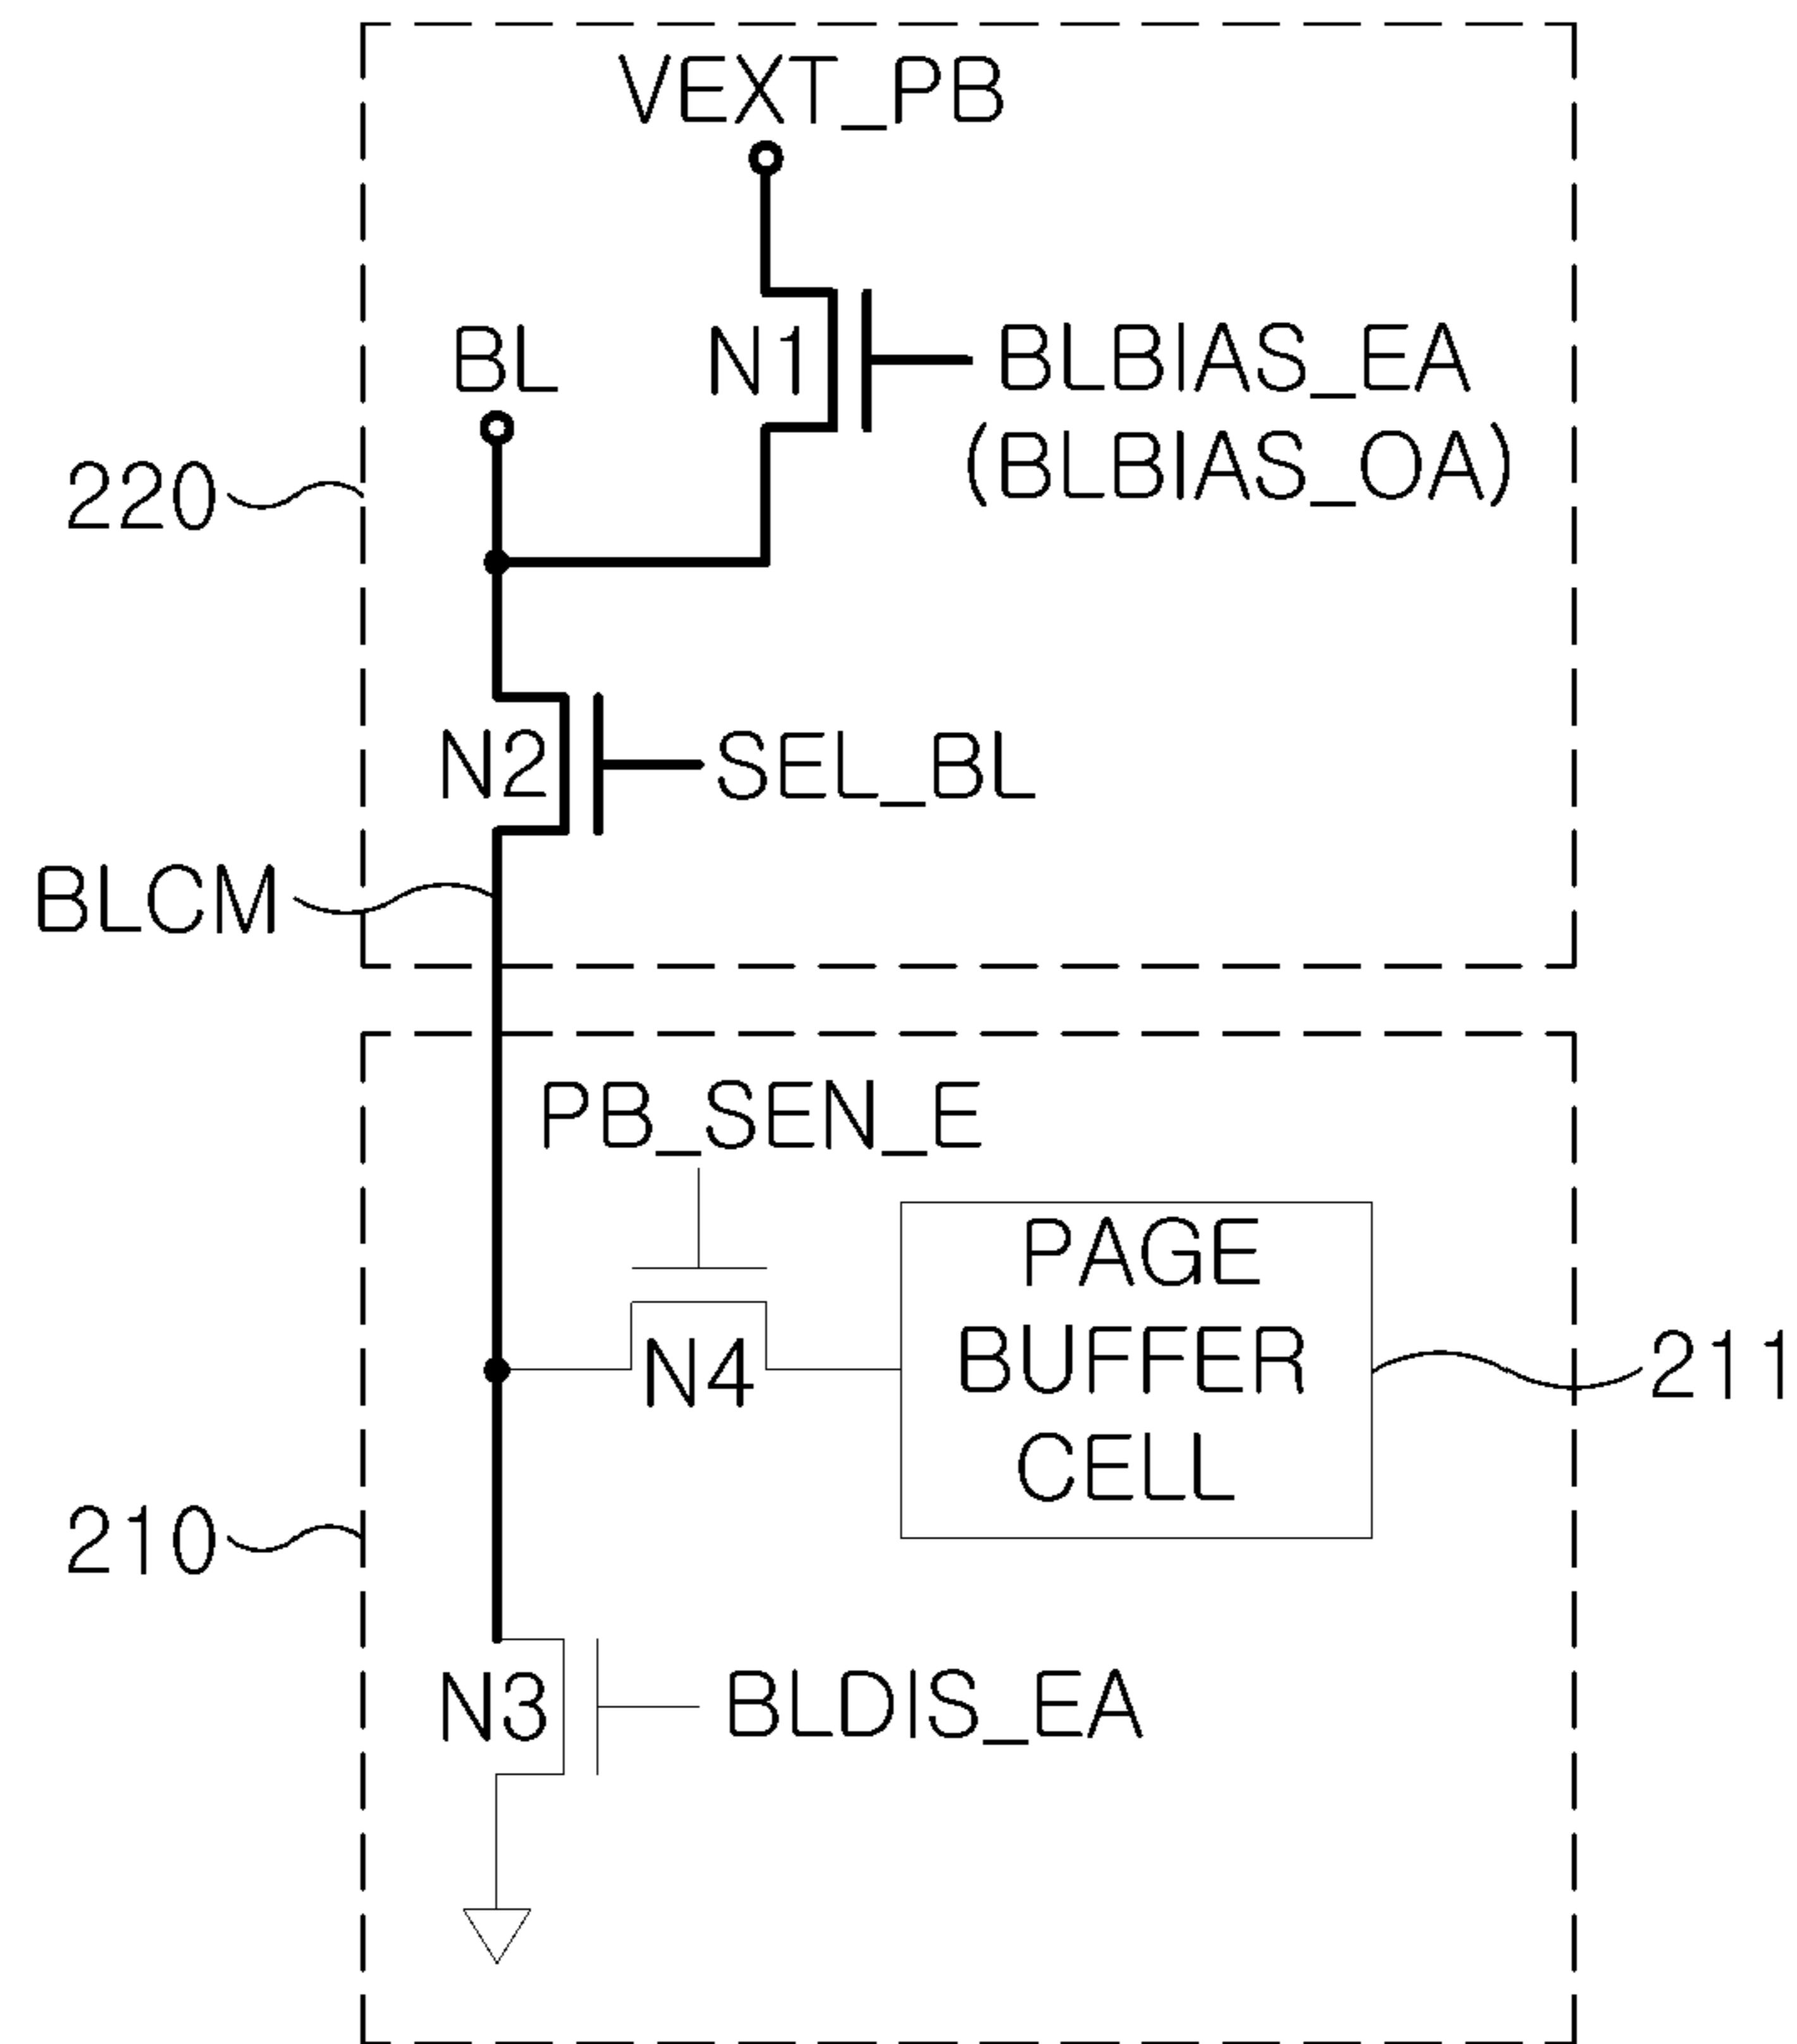 VEXT_PB
BL
N1
BLBIAS_EA
(BLBIAS_OA)
220
N2
SEL_BL
BLCM
PB_SEN_E
PAGE
BUFFER
CELL
N4
211
210
N3
BLDIS_EA